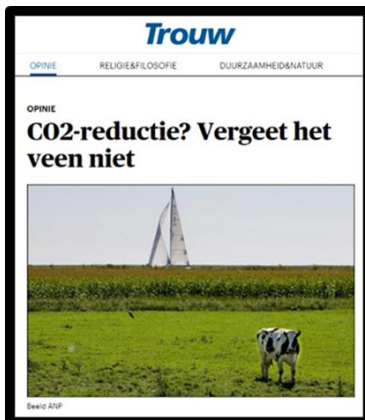 Trouw
OPINIE RELIGIE&FILOSOFIE DUURZAAMHEID&NATUUR
OPINIE
CO2-reductie? Vergeet het
veen niet
Beeld ANP